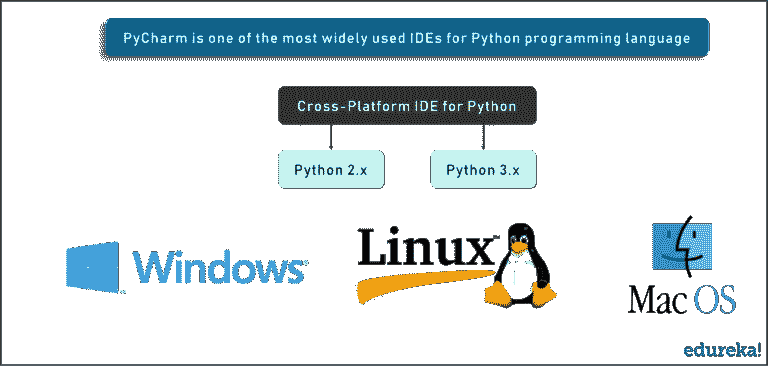 PyCharm is one of the most widely used IDEs for Python programming language
Cross-Platform IDE for Python
Python 2.x
Python 3.x
Windows®
Linux™
Mac OS
edureka!